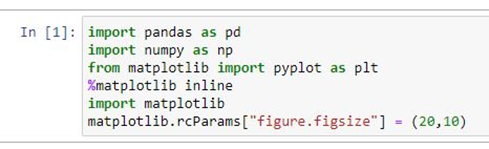 In [1]: import pandas as pd
import numpy as np
from matplotlib import pyplot as plt
%matplotlib inline
import matplotlib
matplotlib.rcParams["figure.figsize"] = (20,10)